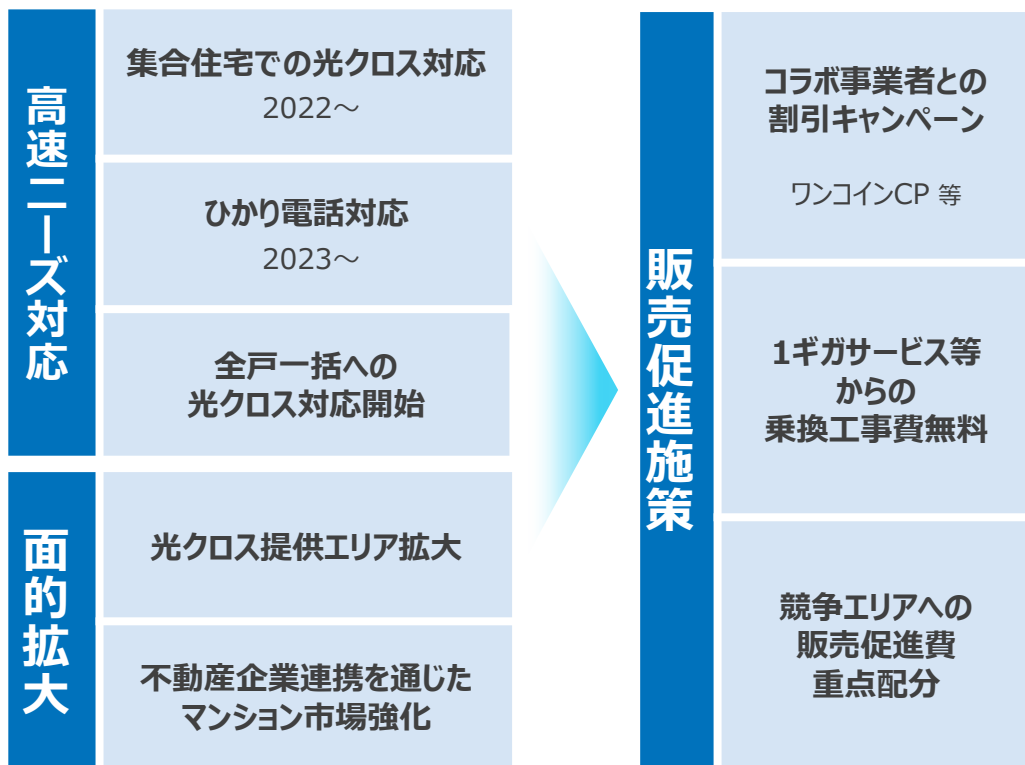 高速ニーズ対応
集合住宅での光クロス対応
2022～
ひかり電話対応
2023～
全戸一括への
光クロス対応開始
面的拡大
光クロス提供エリア拡大
不動産企業連携を通じた
マンション市場強化
販売促進施策
コラボ事業者との
割引キャンペーン
ワンコインCP 等
1ギガサービス等
からの
乗換工事費無料
競争エリアへの
販売促進費
重点配分